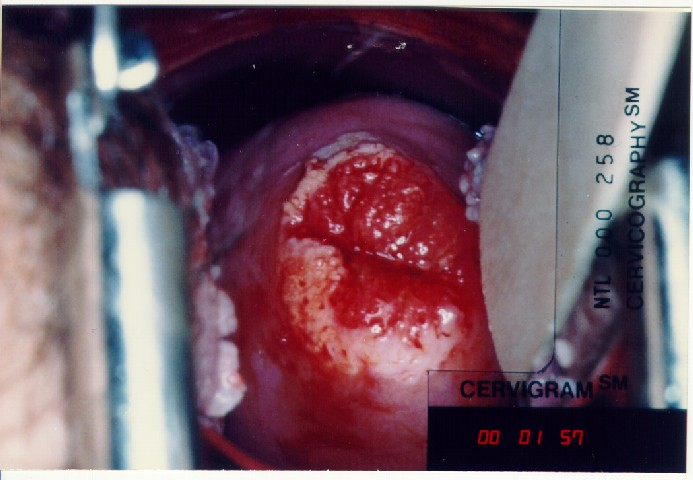 NTL 000 258
CERVICOGRAPHY SM
CERVIGRAM SM
00 01 57